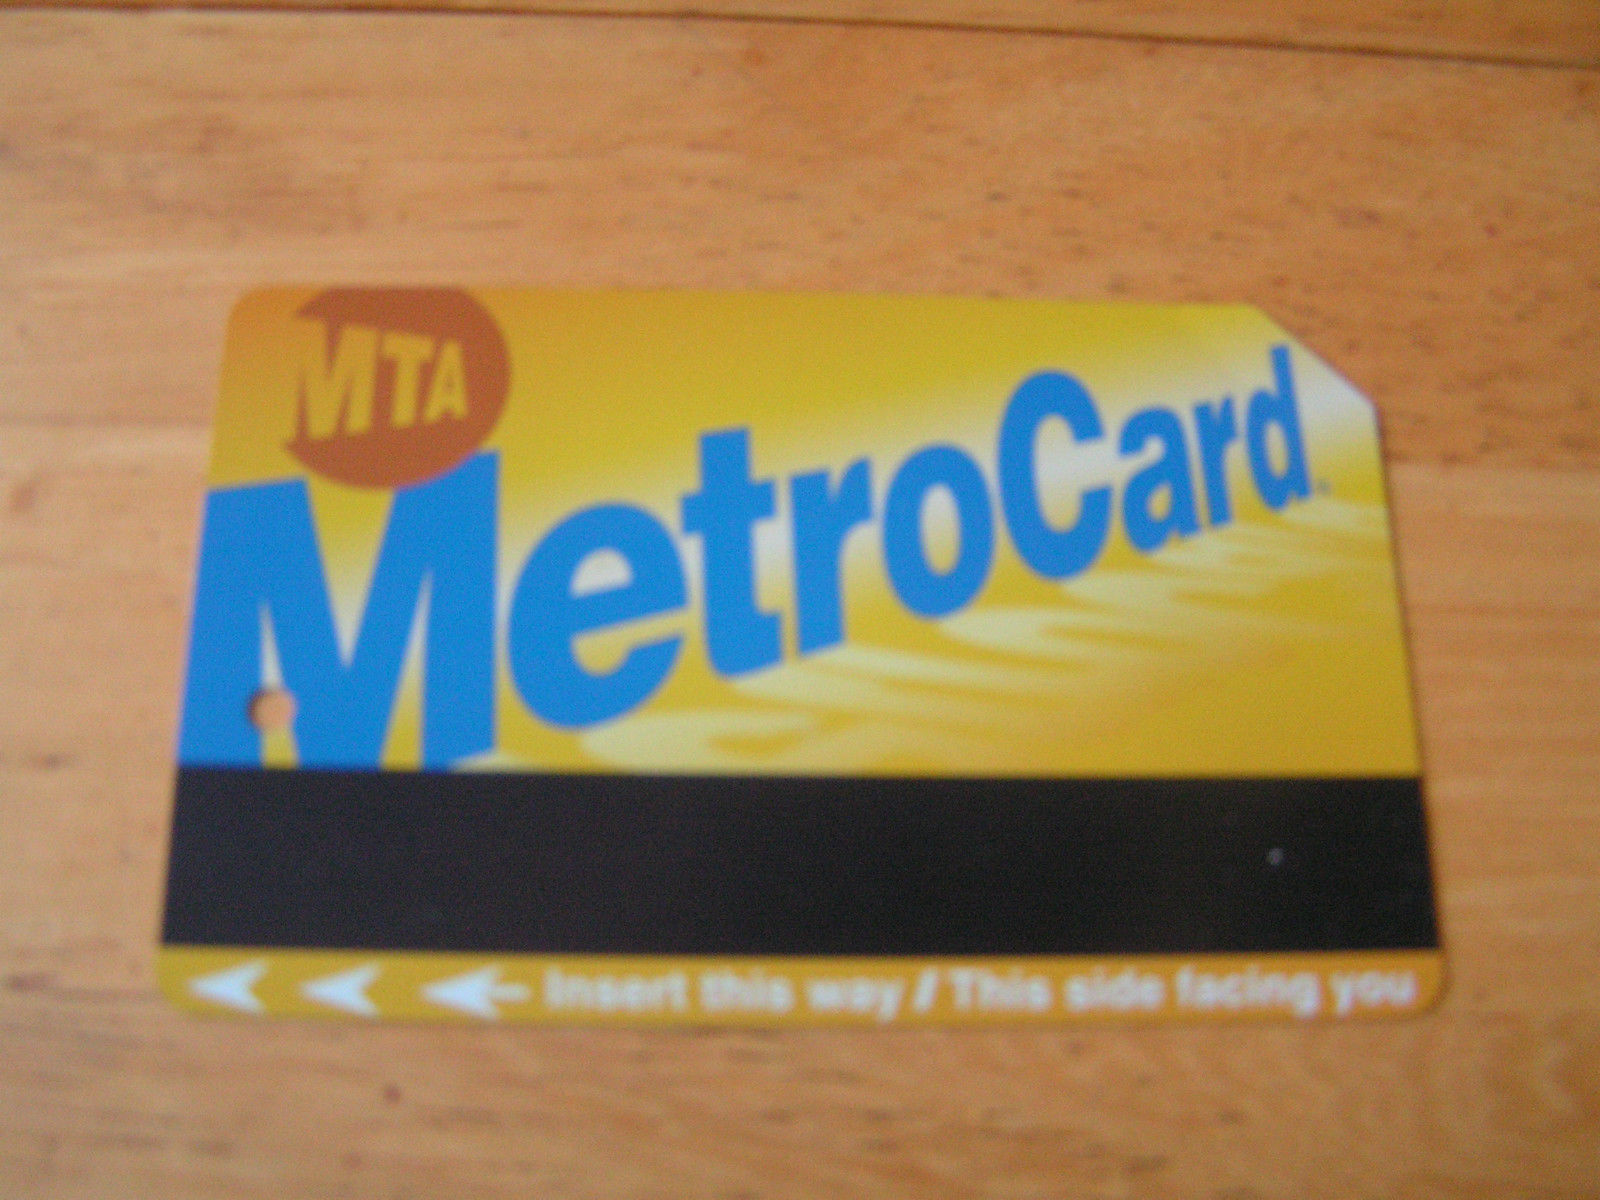 MTA
MetroCard
Insert this way / This side facing you